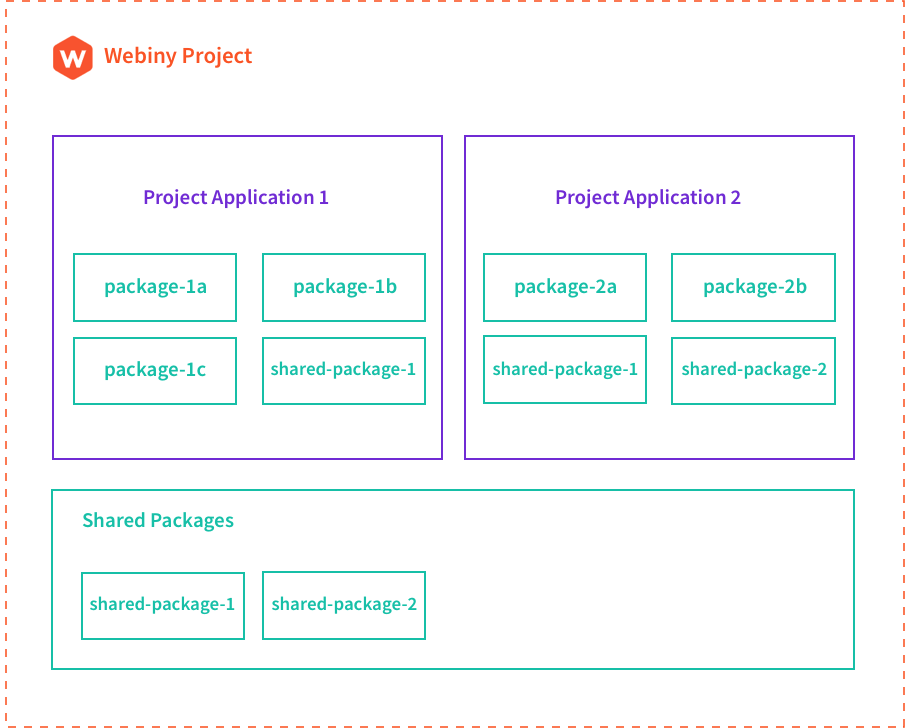 W Webiny Project
Project Application 1
Project Application 2
package-1a
package-1b
package-2a
package-2b
package-1c
shared-package-1
shared-package-1
shared-package-2
Shared Packages
shared-package-1
shared-package-2